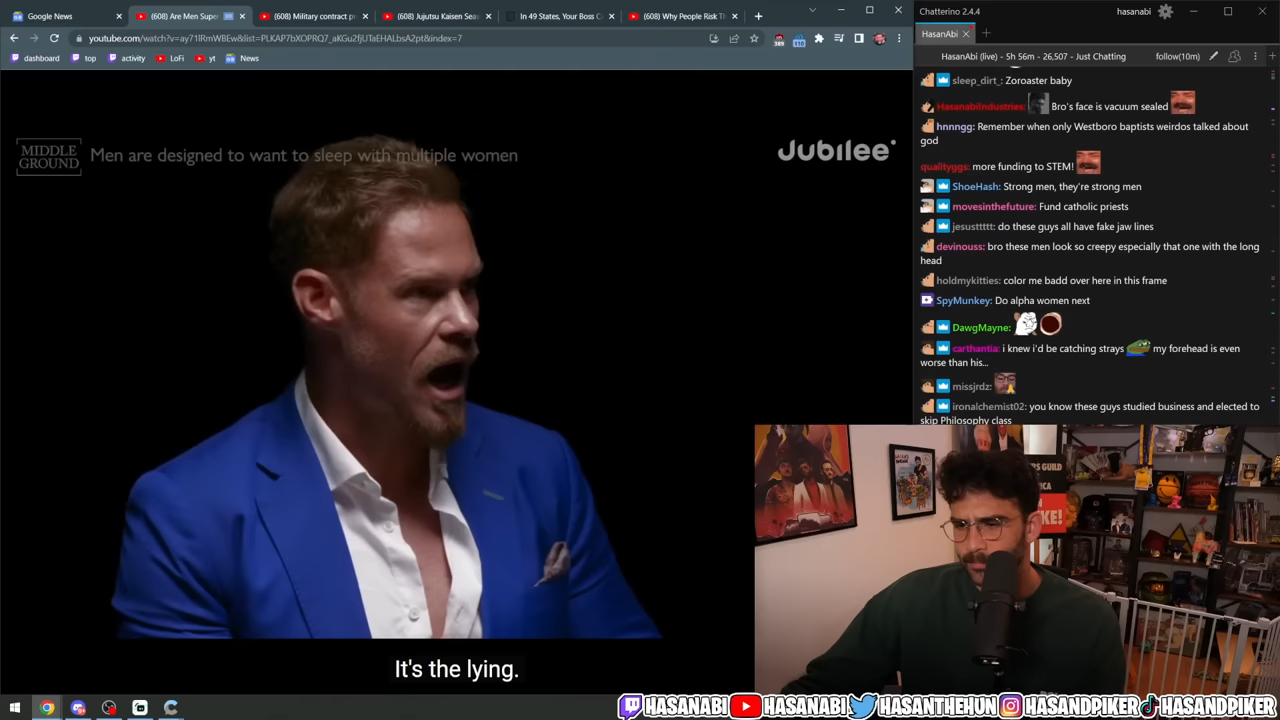 Google News
(608) Are Men Super
(608) Military contract p
(608) Jujutsu Kaisen Sea
In 49 States, Your Boss C
(608) Why People Risk Th
youtube.com/watch?v=ay71lRmWBEw&list=PLKAP7bXOPRQ7_aKGu2fjUTaEHALbsA2pt&index=7
dashboard
top
activity
LoFi
yt
News
MIDDLE
GROUND
Men are designed to want to sleep with multiple women
Jubilee
It's the lying.
Chatterino 2.4.4
hasanabi
HasanAbi
HasanAbi (live) - 5h 56m - 26,507 - Just Chatting
follow(10m)
sleep_dirt_: Zoroaster baby
HasanabiIndustries: Bro's face is vacuum sealed
hnnngg: Remember when only Westboro baptists weirdos talked about
god
qualityggs: more funding to STEM!
ShoeHash: Strong men, they're strong men
movesinthefuture: Fund catholic priests
jesusttttt: do these guys all have fake jaw lines
devinouss: bro these men look so creepy especially that one with the long
head
holdmykitties: color me badd over here in this frame
SpyMunkey: Do alpha women next
DawgMayne:
carthantia: i knew i'd be catching strays my forehead is even
worse than his...
missjrdz:
ironalchemist02: you know these guys studied business and elected to
skip Philosophy class
HASANABI
HASANABI
HASANTHEHUN
HASANDPIKER
HASANDPIKER